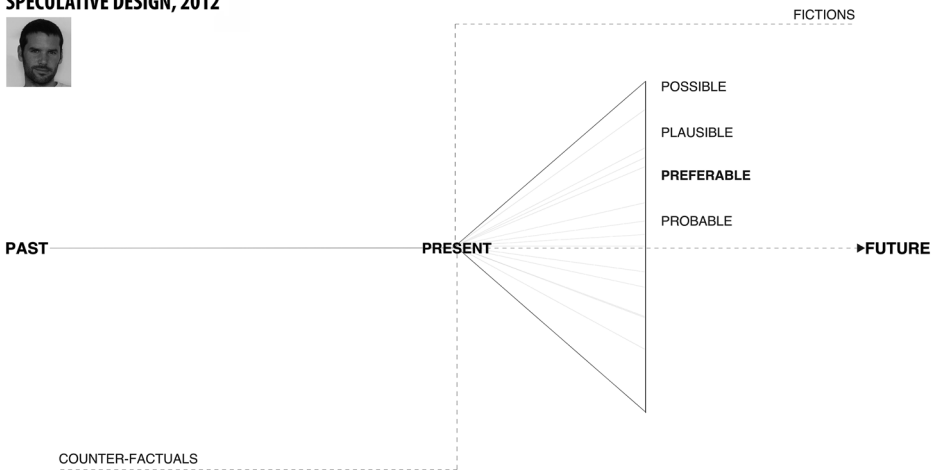 SPECULATIVE DESIGN, 2012
FICTIONS
POSSIBLE
PLAUSIBLE
PREFERABLE
PROBABLE
PAST
PRESENT
FUTURE
COUNTER-FACTUALS